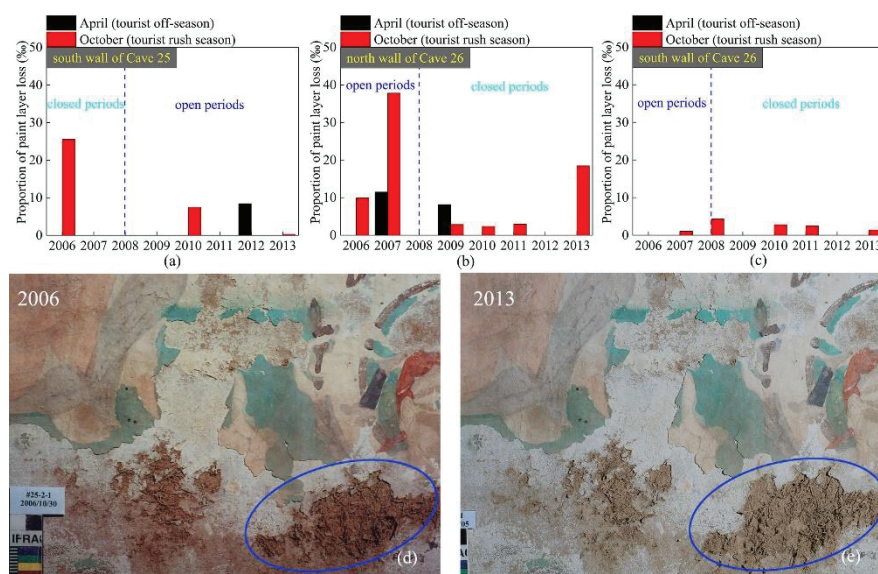 April (tourist off-season)
October (tourist rush season)
south wall of Cave 25
closed periods
open periods
Proportion of paint layer loss (‰)
50
40
30
20
10
0
2006 2007 2008 2009 2010 2011 2012 2013
(a)
April (tourist off-season)
October (tourist rush season)
north wall of Cave 26
open periods
closed periods
Proportion of paint layer loss (‰)
50
40
30
20
10
0
2006 2007 2008 2009 2010 2011 2012 2013
(b)
April (tourist off-season)
October (tourist rush season)
south wall of Cave 26
open periods
closed periods
Proportion of paint layer loss (‰)
50
40
30
20
10
0
2006 2007 2008 2009 2010 2011 2012 2013
(c)
2006
#25-2-1
2006/10/30
IFRAO
(d)
2013
05
(e)